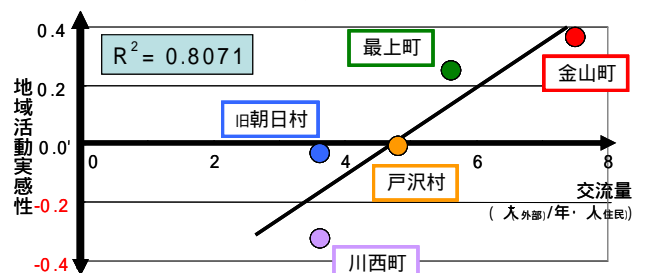 0.4
R²= 0.8071
最上町
金山町
0.2
地域活動実感性
旧朝日村
0.0'
0
2
4
6
8
戸沢村
交流量
(人外部)/年・人住民))
-0.2
川西町
-0.4